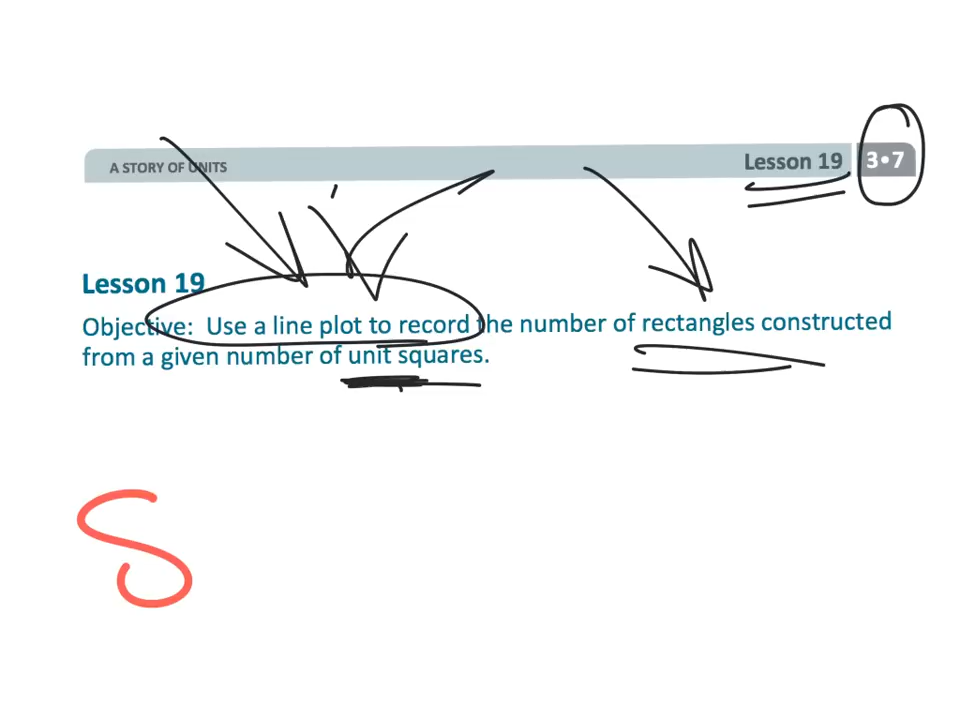 A STORY OF UNITS Lesson 19 3•7
Lesson 19
Objective: Use a line plot to record the number of rectangles constructed
from a given number of unit squares.
S